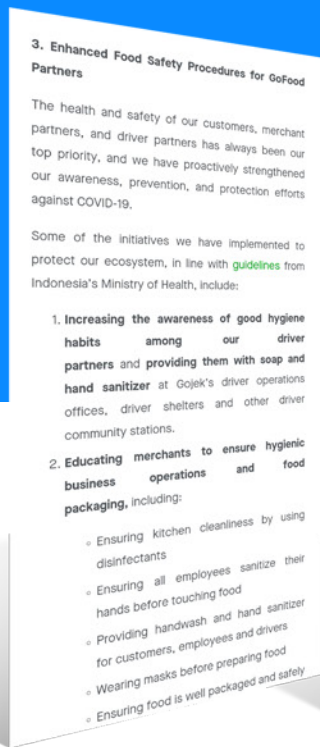 3. Enhanced Food Safety Procedures for GoFood
Partners
The health and safety of our customers, merchant
partners, and driver partners has always been our
top priority, and we have proactively strengthened
our awareness, prevention, and protection efforts
against COVID-19.
Some of the initiatives we have implemented to
protect our ecosystem, in line with guidelines from
Indonesia's Ministry of Health, include:
1. Increasing the awareness of good hygiene
habits among our driver
partners and providing them with soap and
hand sanitizer at Gojek's driver operations
offices, driver shelters and other driver
community stations.
2. Educating merchants to ensure hygienic
business operations and food
packaging, including:
◦ Ensuring kitchen cleanliness by using
disinfectants
◦ Ensuring all employees sanitize their
hands before touching food
◦ Providing handwash and hand sanitizer
for customers, employees and drivers
◦ Wearing masks before preparing food
◦ Ensuring food is well packaged and safely